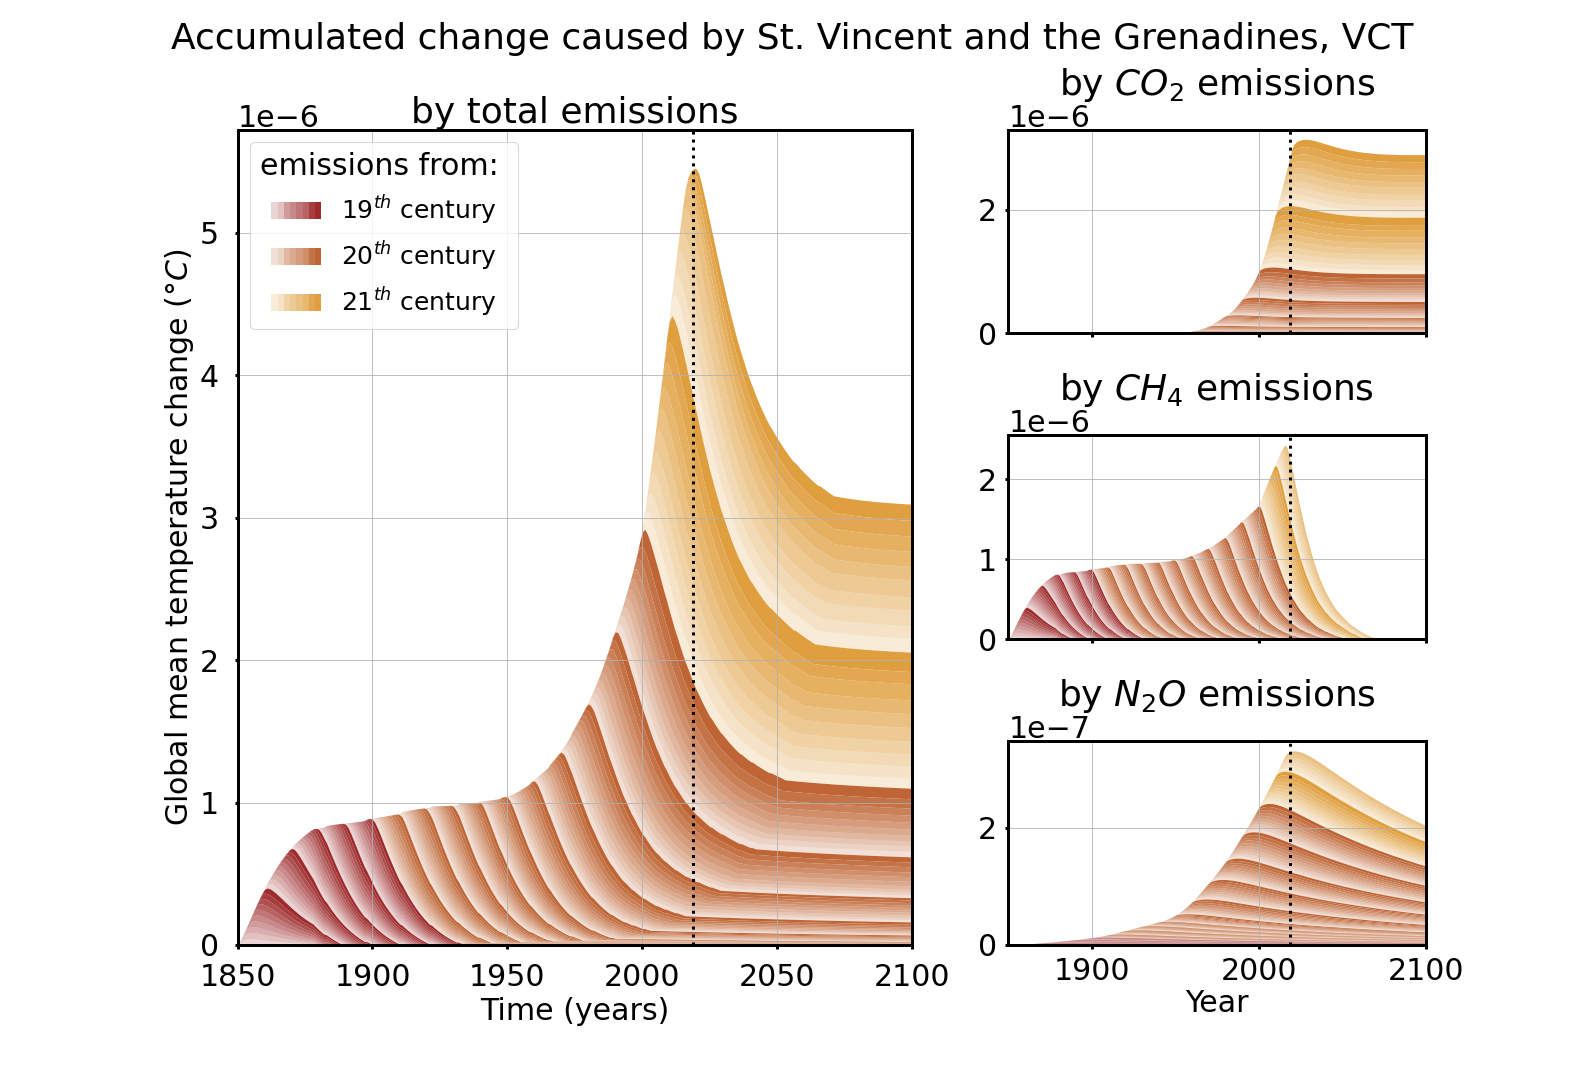 Accumulated change caused by St. Vincent and the Grenadines, VCT
by total emissions
1e−6
emissions from:
19th century
20th century
21th century
Global mean temperature change (°C)
5
4
3
2
1
0
1850 1900 1950 2000 2050 2100
Time (years)
by CO2 emissions
1e−6
2
0
by CH4 emissions
1e−6
2
1
0
by N2O emissions
1e−7
2
0
1900 2000 2100
Year